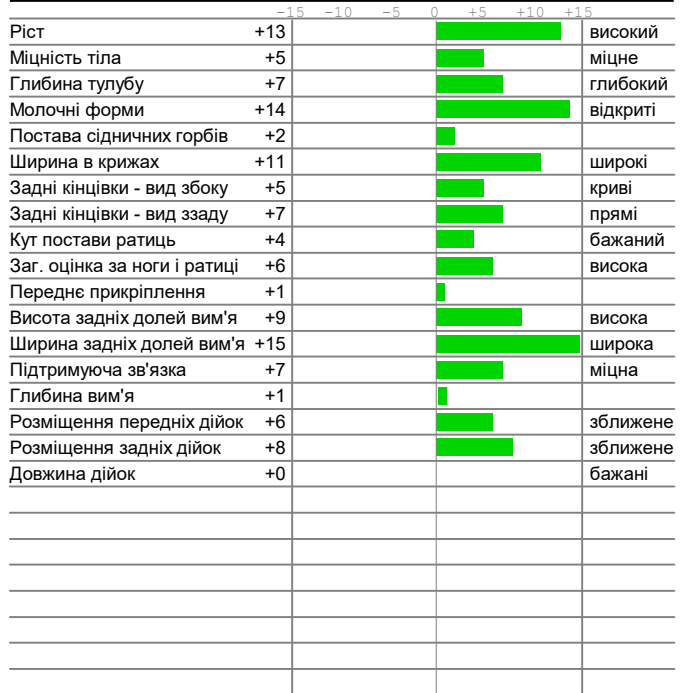 -15 -10 -5 0 +5 +10 +15
Ріст +13 високий
Міцність тіла +5 міцне
Глибина тулубу +7 глибокий
Молочні форми +14 відкриті
Постава сідничних горбів +2
Ширина в крижах +11 широкі
Задні кінцівки - вид збоку +5 криві
Задні кінцівки - вид ззаду +7 прямі
Кут постави ратиць +4 бажаний
Заг. оцінка за ноги і ратиці +6 висока
Переднє прикріплення +1
Висота задніх долей вим'я +9 висока
Ширина задніх долей вим'я +15 широка
Підтримуюча зв'язка +7 міцна
Глибина вим'я +1
Розміщення передніх дійок +6 зближене
Розміщення задніх дійок +8 зближене
Довжина дійок +0 бажані